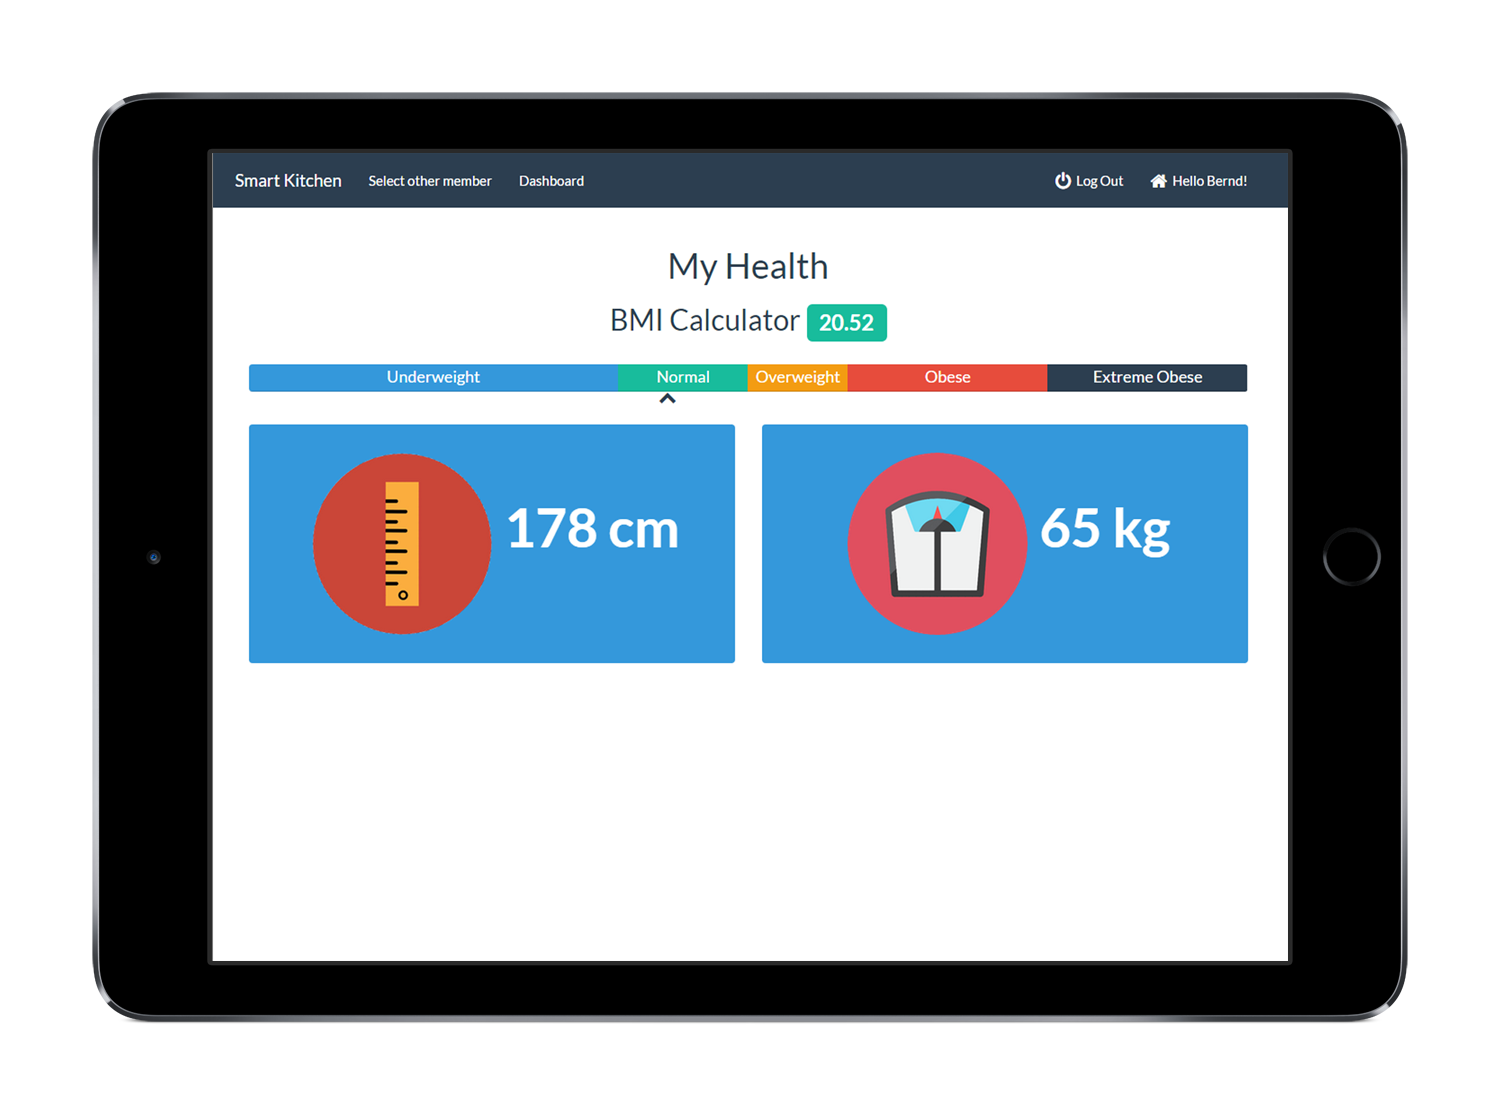 Smart Kitchen Select other member Dashboard Log Out Hello Bernd!
My Health
BMI Calculator 20.52
Underweight Normal Overweight Obese Extreme Obese
178 cm 65 kg